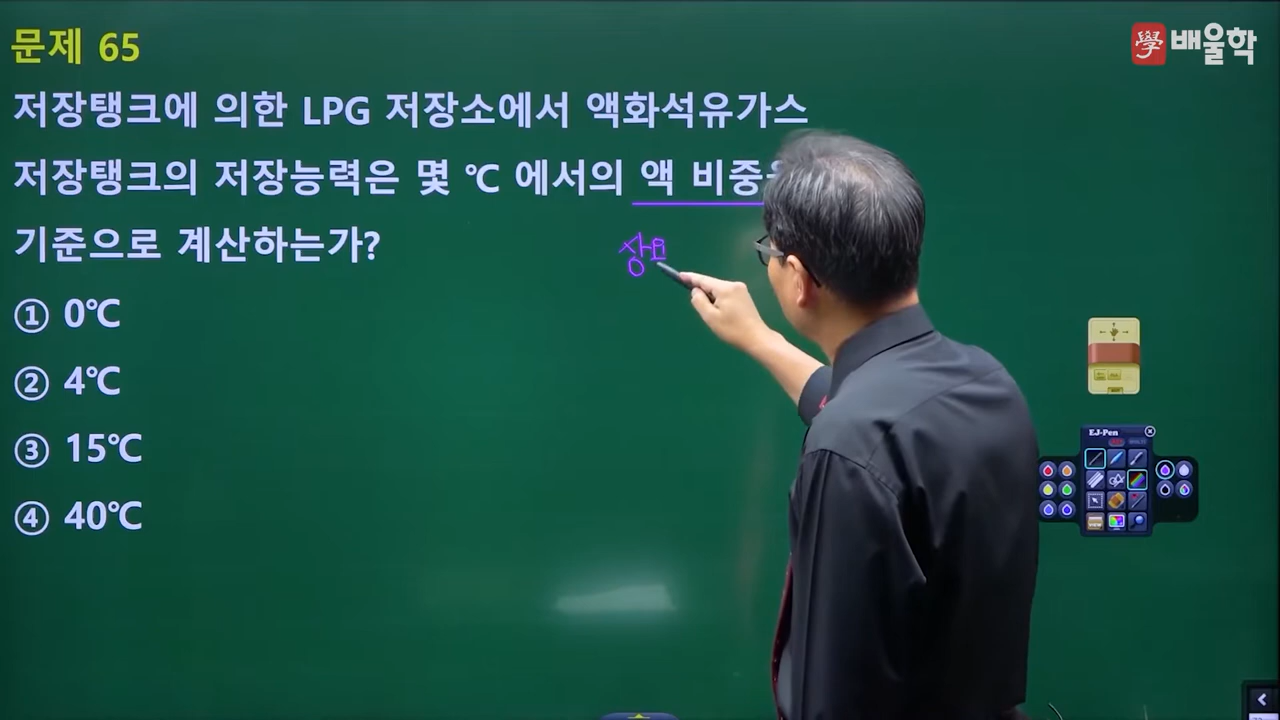 문제 65
學 배울학
저장탱크에 의한 LPG 저장소에서 액화석유가스
저장탱크의 저장능력은 몇 ℃ 에서의 액 비중
기준으로 계산하는가?
상
① 0℃
② 4℃
③ 15℃
④ 40℃
EJ-Pen